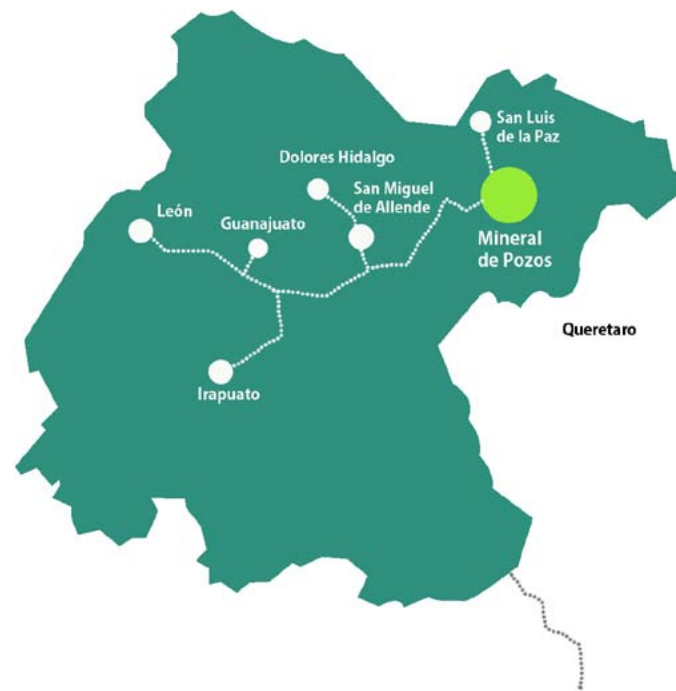 San Luis
de la Paz
Dolores Hidalgo
San Miguel
de Allende
León
Guanajuato
Mineral
de Pozos
Queretaro
Irapuato